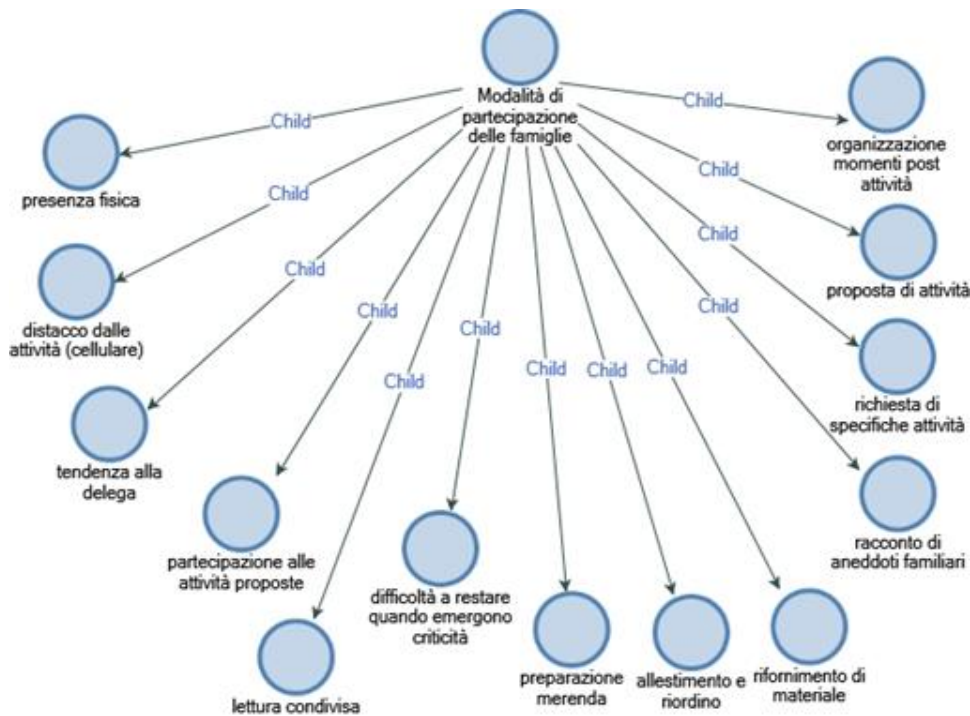 Modalità di
partecipazione
delle famiglie
Child
presenza fisica
Child
distacco dalle
attività (cellulare)
Child
tendenza alla
delega
Child
partecipazione alle
attività proposte
Child
lettura condivisa
Child
difficoltà a restare
quando emergono
criticità
Child
preparazione
merenda
Child
allestimento e
riordino
Child
rifornimento di
materiale
Child
racconto di
aneddoti familiari
Child
richiesta di
specifiche attività
Child
proposta di attività
Child
organizzazione
momenti post
attività